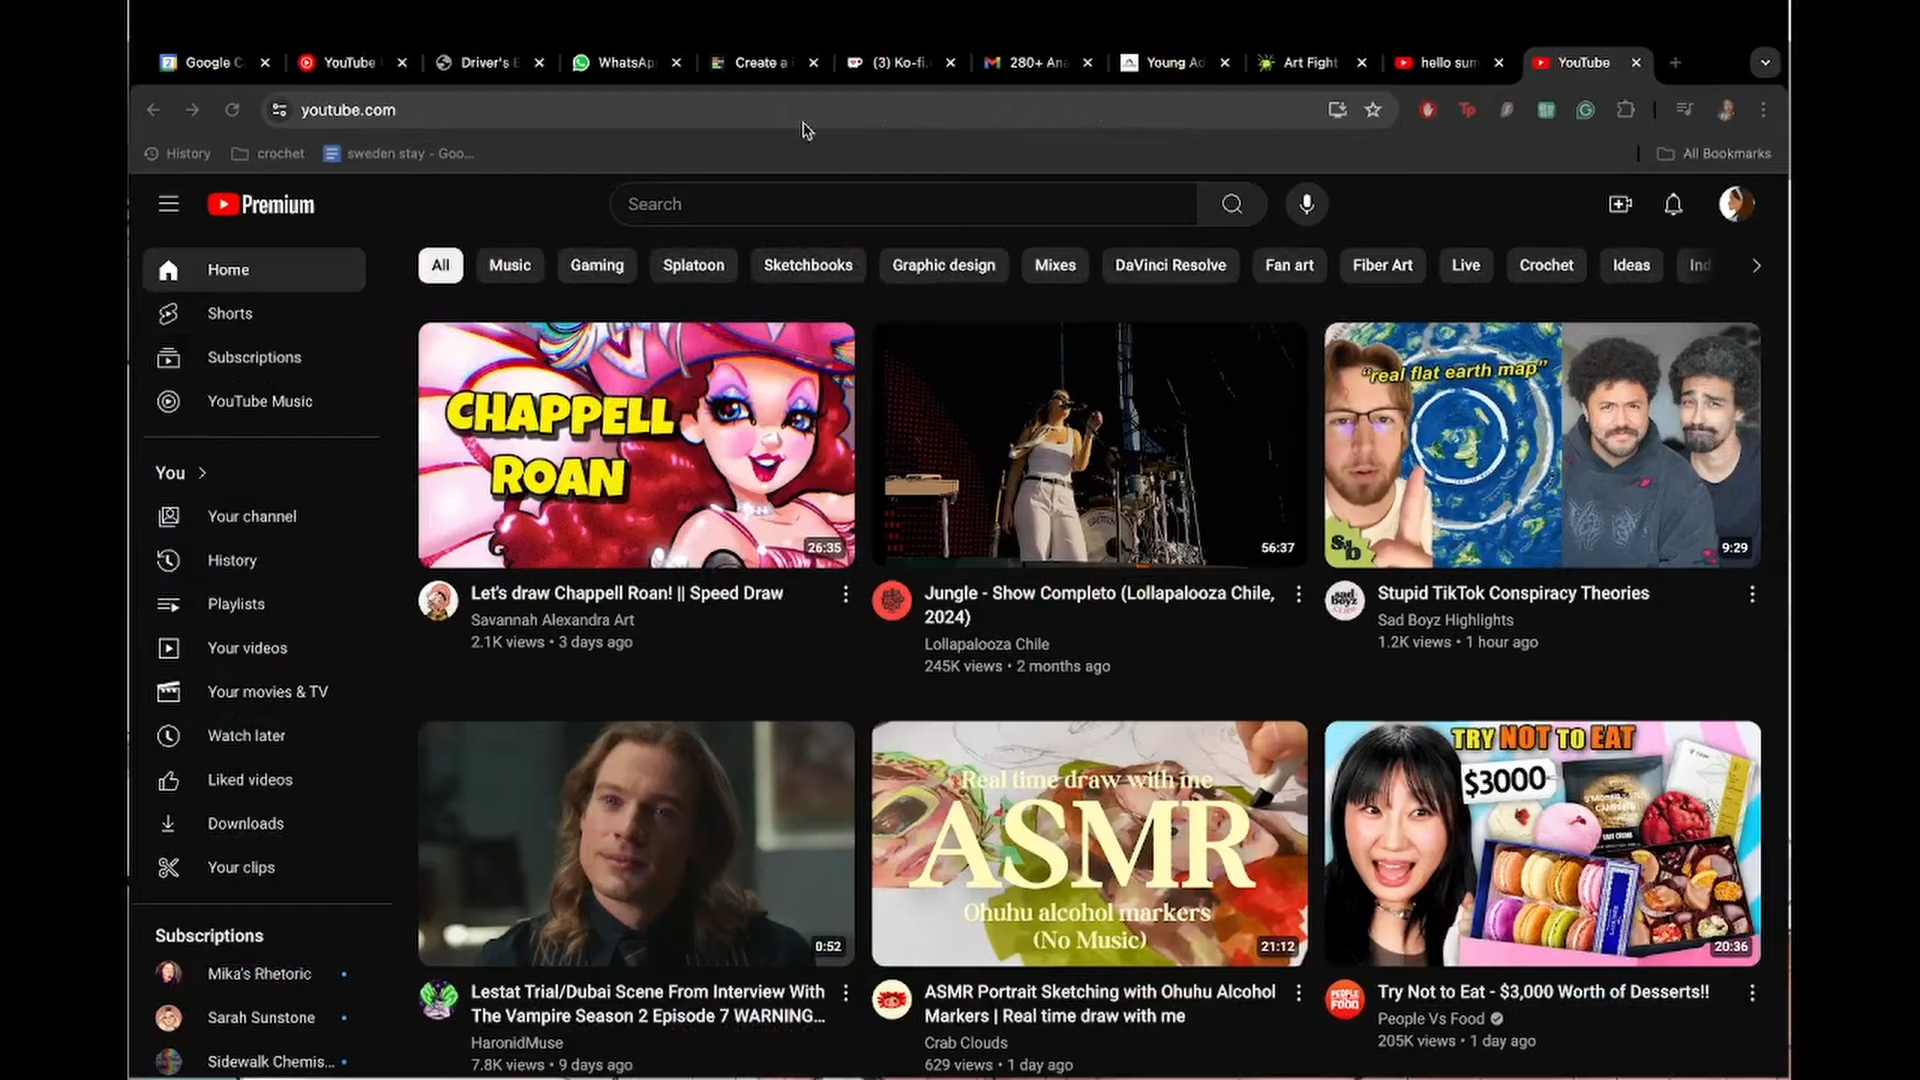 Google C
YouTube
Driver's E
WhatsAp
Create a
(3) Ko-fi.
280+ Ana
Young Ad
Art Fight
hello sum
YouTube
youtube.com
History
crochet
sweden stay - Goo...
All Bookmarks
Premium
Search
Home
Shorts
Subscriptions
YouTube Music
You
Your channel
History
Playlists
Your videos
Your movies & TV
Watch later
Liked videos
Downloads
Your clips
Subscriptions
Mika's Rhetoric
Sarah Sunstone
Sidewalk Chemis...
All
Music
Gaming
Splatoon
Sketchbooks
Graphic design
Mixes
DaVinci Resolve
Fan art
Fiber Art
Live
Crochet
Ideas
Ind
CHAPPELL
ROAN
26:35
Let's draw Chappell Roan! || Speed Draw
Savannah Alexandra Art
2.1K views • 3 days ago
56:37
Jungle - Show Completo (Lollapalooza Chile,
2024)
Lollapalooza Chile
245K views • 2 months ago
"real flat earth map"
9:29
sad
boyz
Stupid TikTok Conspiracy Theories
Sad Boyz Highlights
1.2K views • 1 hour ago
0:52
Lestat Trial/Dubai Scene From Interview With
The Vampire Season 2 Episode 7 WARNING...
HaronidMuse
7.8K views • 9 days ago
Real time draw with me
ASMR
Ohuhu alcohol markers
(No Music)
21:12
ASMR Portrait Sketching with Ohuhu Alcohol
Markers | Real time draw with me
Crab Clouds
629 views • 1 day ago
TRY NOT TO EAT
$3000
20:36
PEOPLE
FOOD
Try Not to Eat - $3,000 Worth of Desserts!!
People Vs Food
205K views • 1 day ago